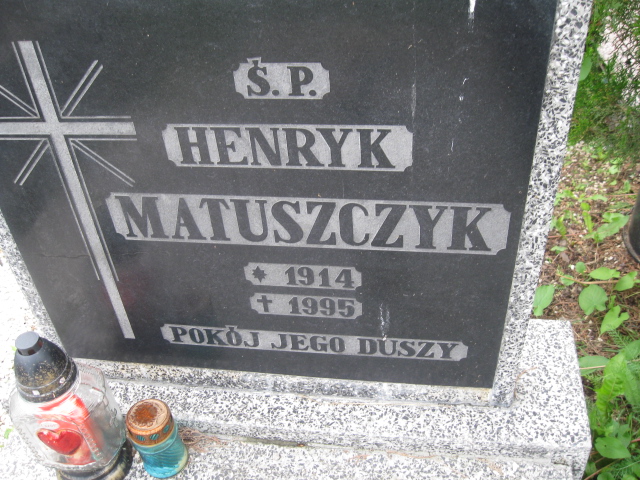 Ś.P.
HENRYK
MATUSZCZYK
* 1914
† 1995
POKÓJ JEGO DUSZY